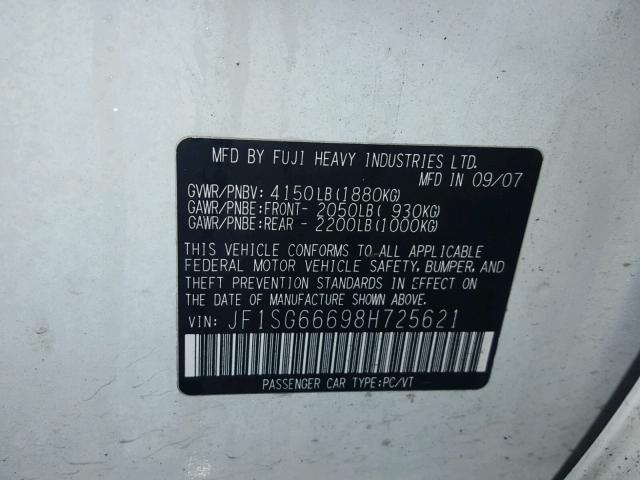 MFD BY FUJI HEAVY INDUSTRIES LTD.
MFD IN 09/07
GVWR/PNBV: 4150LB(1880KG)
GAWR/PNBE:FRONT- 2050LB( 930KG)
GAWR/PNBE:REAR - 2200LB(1000KG)
THIS VEHICLE CONFORMS TO ALL APPLICABLE
FEDERAL MOTOR VEHICLE SAFETY, BUMPER, AND
THEFT PREVENTION STANDARDS IN EFFECT ON
THE DATE OF MANUFACTURE SHOWN ABOVE.
VIN: JF1SG66698H725621
PASSENGER CAR TYPE:PC/VT